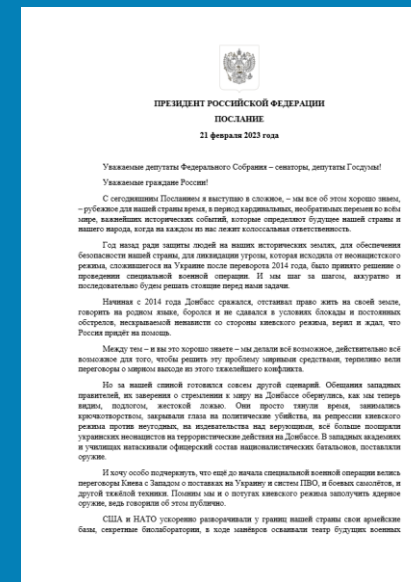 ПРЕЗИДЕНТ РОССИЙСКОЙ ФЕДЕРАЦИИ
ПОСЛАНИЕ
21 февраля 2023 года
Уважаемые депутаты Федерального Собрания – сенаторы, депутаты Госдумы!
Уважаемые граждане России!
С сегодняшним Посланием я выступаю в сложное, – мы все об этом хорошо знаем,
– рубежное для нашей страны время, в период кардинальных, необратимых перемен во всём
мире, важнейших исторических событий, которые определяют будущее нашей страны и
нашего народа, когда на каждом из нас лежит колоссальная ответственность.
Год назад ради защиты людей на наших исторических землях, для обеспечения
безопасности нашей страны, для ликвидации угрозы, которая исходила от неонацистского
режима, сложившегося на Украине после переворота 2014 года, было принято решение о
проведении специальной военной операции. И мы шаг за шагом, аккуратно и
последовательно будем решать стоящие перед нами задачи.
Начиная с 2014 года Донбасс сражался, отстаивал право жить на своей земле,
говорить на родном языке, боролся и не сдавался в условиях блокады и постоянных
обстрелов, нескрываемой ненависти со стороны киевского режима, верил и ждал, что
Россия придёт на помощь.
Между тем – и вы это хорошо знаете – мы делали всё возможное, действительно всё
возможное для того, чтобы решить эту проблему мирными средствами, терпеливо вели
переговоры о мирном выходе из этого тяжелейшего конфликта.
Но за нашей спиной готовился совсем другой сценарий. Обещания западных
правителей, их заверения о стремлении к миру на Донбассе обернулись, как мы теперь
видим, подлогом, жестокой ложью. Они просто тянули время, занимались
крючкотворством, закрывали глаза на политические убийства, на репрессии киевского
режима против неугодных, на издевательства над верующими, всё больше поощряли
украинских неонацистов на террористические действия на Донбассе. В западных академиях
и училищах натаскивали офицерский состав националистических батальонов, поставляли
оружие.
И хочу особо подчеркнуть, что ещё до начала специальной военной операции велись
переговоры Киева с Западом о поставках на Украину и систем ПВО, и боевых самолётов, и
другой тяжёлой техники. Помним мы и о потугах киевского режима заполучить ядерное
оружие, ведь говорили об этом публично.
США и НАТО ускоренно разворачивали у границ нашей страны свои армейские
базы, секретные биолаборатории, в ходе манёвров осваивали театр будущих военных